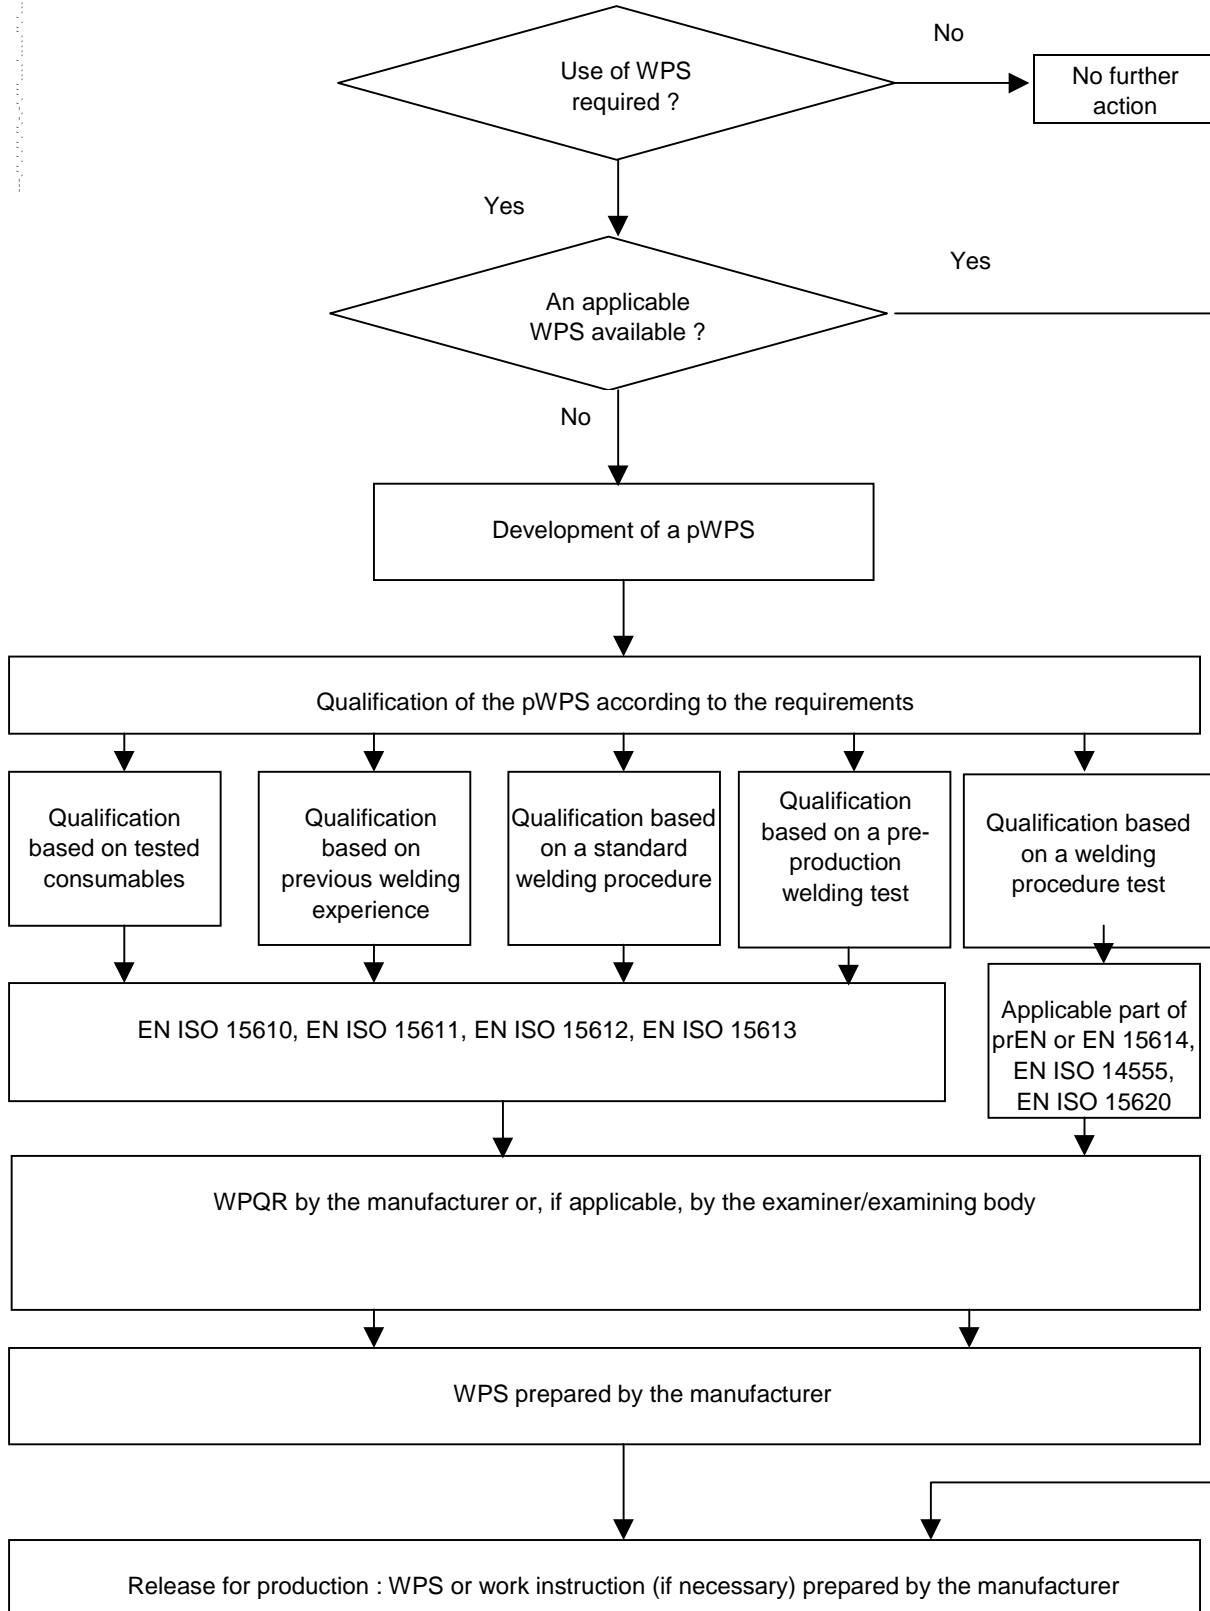 No
Use of WPS
required ?
No further
action
Yes
An applicable
WPS available ?
Yes
No
Development of a pWPS
Qualification of the pWPS according to the requirements
Qualification
based on tested
consumables
Qualification
based on
previous welding
experience
Qualification based
on a standard
welding procedure
Qualification
based on a pre-
production
welding test
Qualification based
on a welding
procedure test
EN ISO 15610, EN ISO 15611, EN ISO 15612, EN ISO 15613
Applicable part of
prEN or EN 15614,
EN ISO 14555,
EN ISO 15620
WPQR by the manufacturer or, if applicable, by the examiner/examining body
WPS prepared by the manufacturer
Release for production : WPS or work instruction (if necessary) prepared by the manufacturer